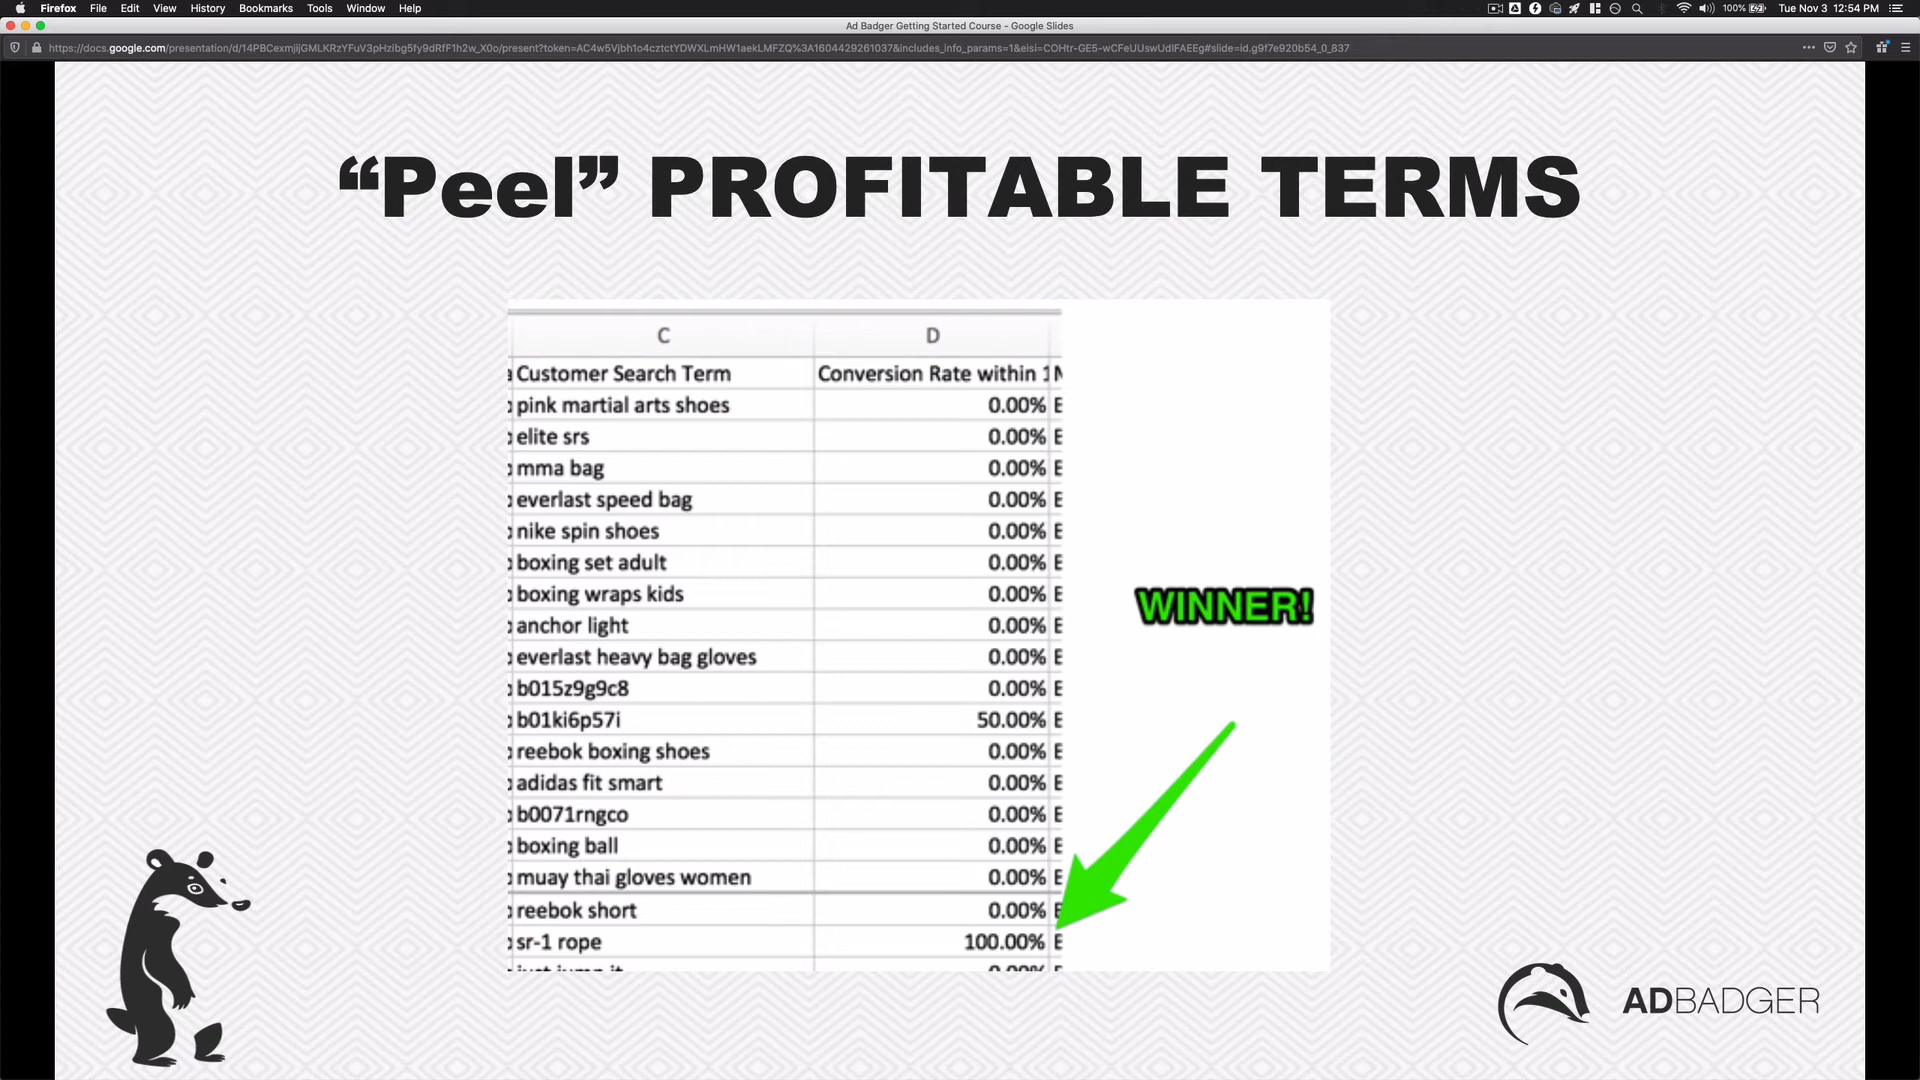 Firefox File Edit View History Bookmarks Tools Window Help 100% Tue Nov 3 12:54 PM
Ad Badger Getting Started Course - Google Slides
“Peel” PROFITABLE TERMS
C D
Customer Search Term Conversion Rate within 1
pink martial arts shoes 0.00% E
elite srs 0.00% E
mma bag 0.00% E
everlast speed bag 0.00% E
nike spin shoes 0.00% E
boxing set adult 0.00% E
boxing wraps kids 0.00% E
anchor light 0.00% E
everlast heavy bag gloves 0.00% E
b015z9g9c8 0.00% E
b01ki6p57i 50.00% E
reebok boxing shoes 0.00% E
adidas fit smart 0.00% E
b0071rngco 0.00% E
boxing ball 0.00% E
muay thai gloves women 0.00% E
reebok short 0.00% E
sr-1 rope 100.00% E
WINNER!
ADBADGER